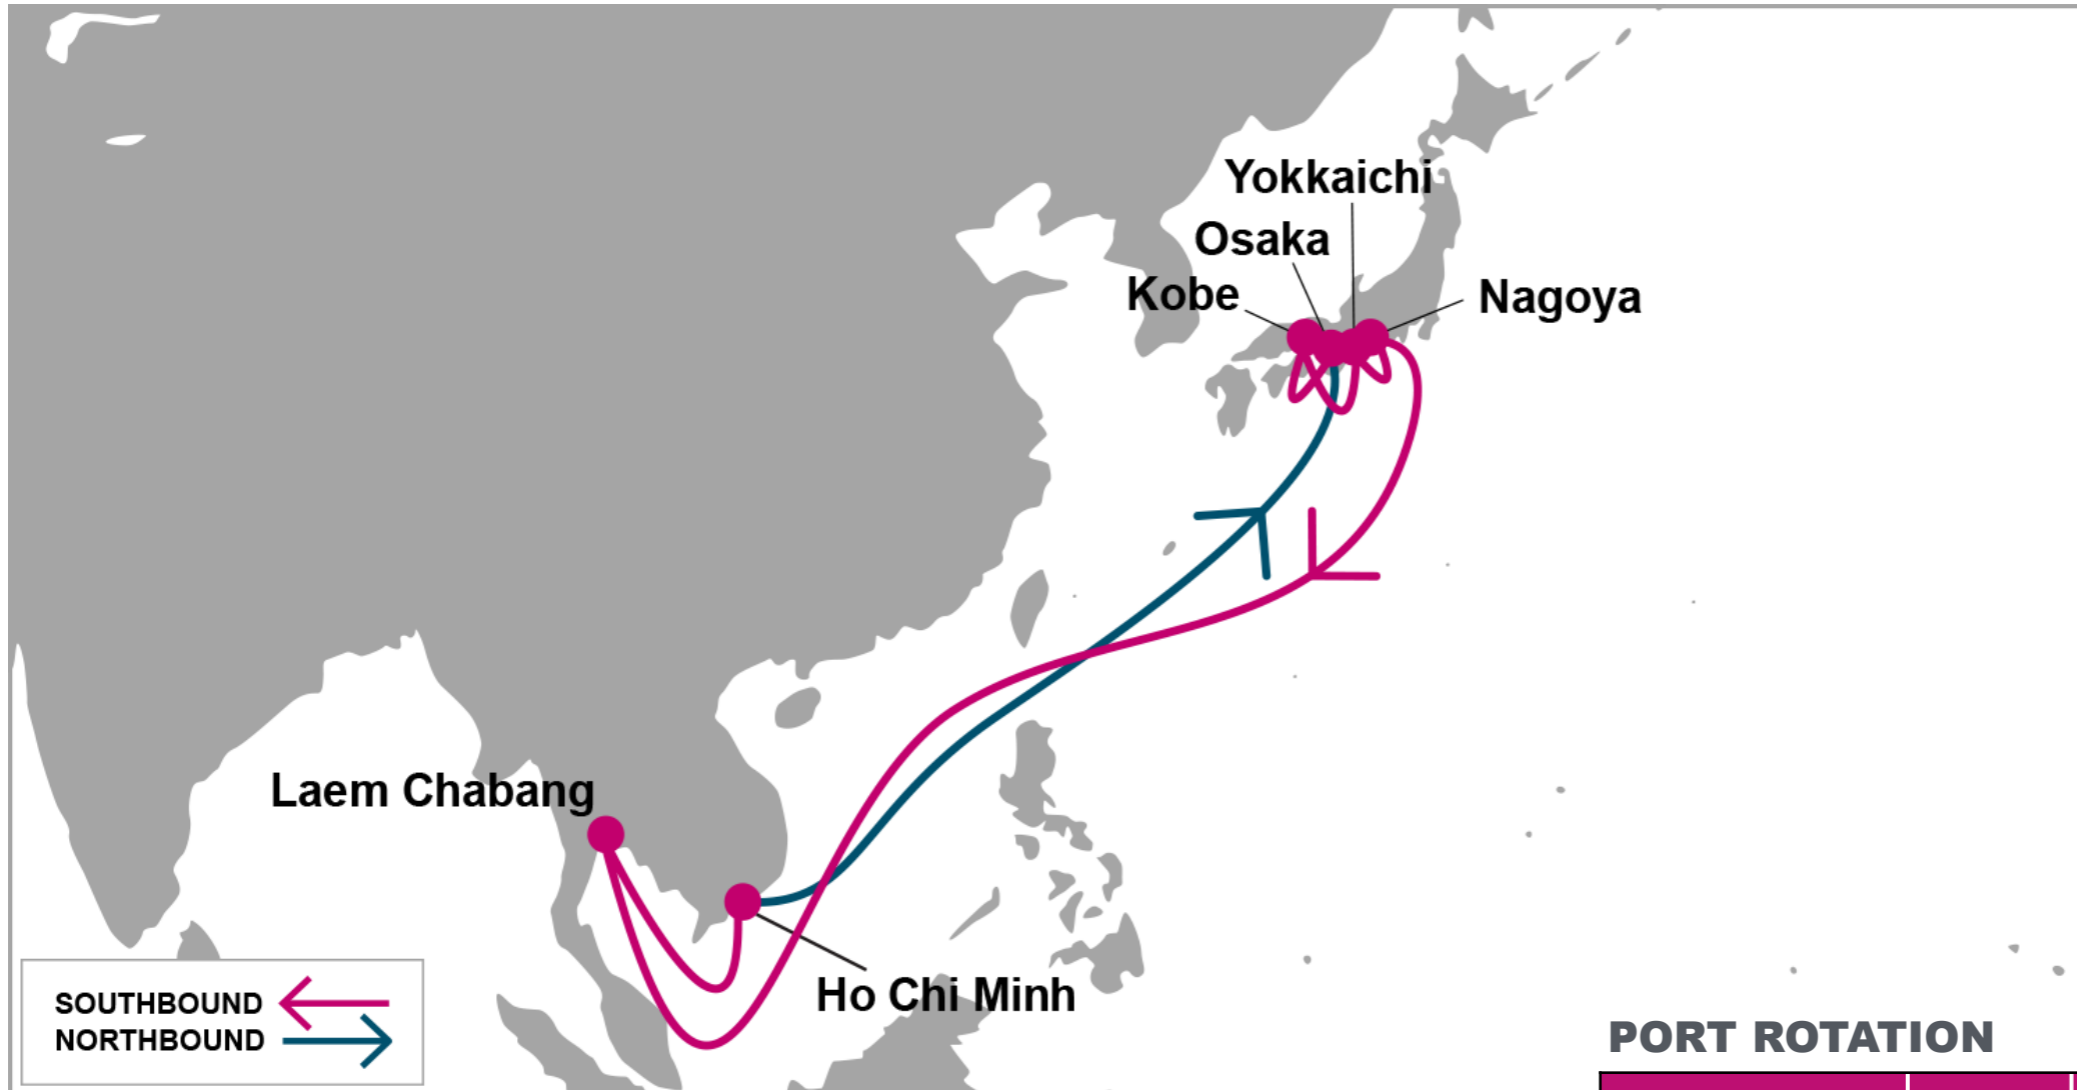 Yokkaichi
Osaka
Kobe
Nagoya
Laem Chabang
Ho Chi Minh
SOUTHBOUND
NORTHBOUND
PORT ROTATION